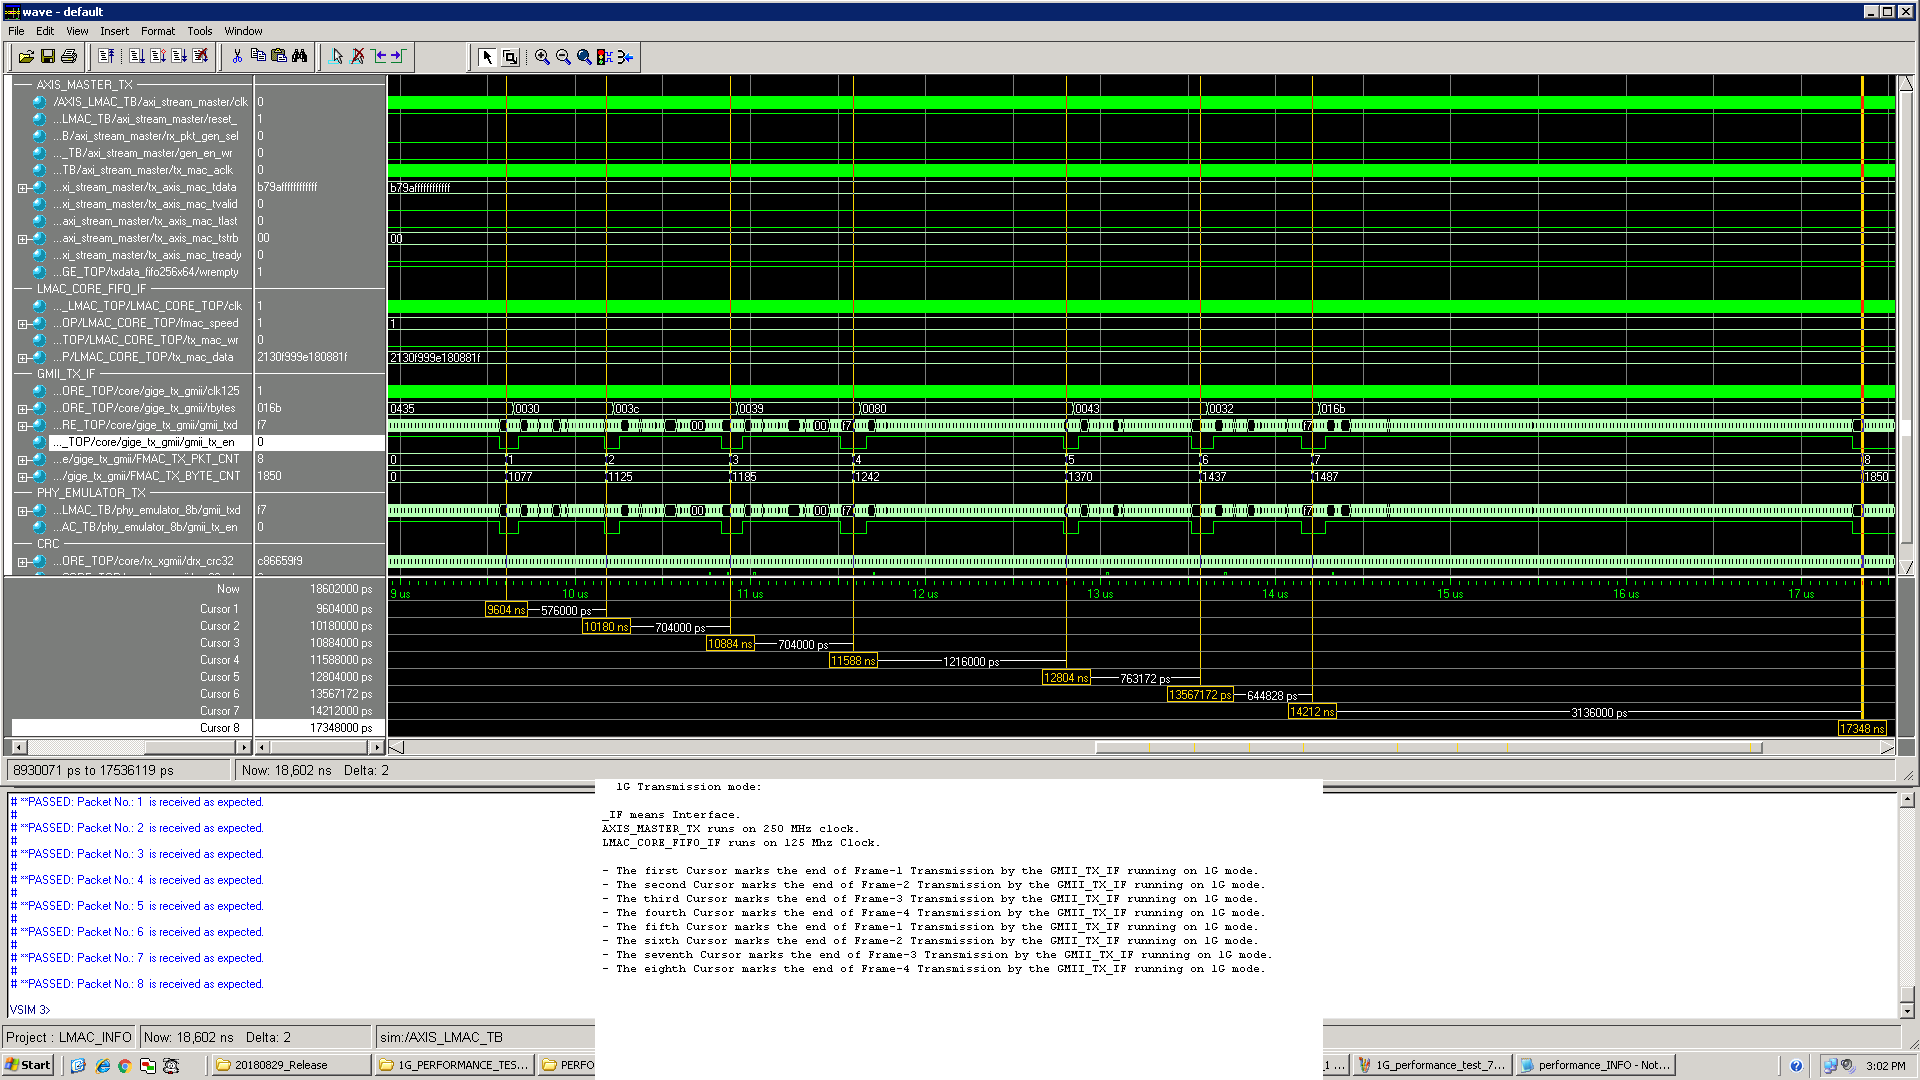 wave - default
File Edit View Insert Format Tools Window
AXIS_MASTER_TX
/AXIS_LMAC_TB/axi_stream_master/clk 0
...LMAC_TB/axi_stream_master/reset_ 1
...B/axi_stream_master/rx_pkt_gen_sel 0
..._TB/axi_stream_master/gen_en_wr 0
...TB/axi_stream_master/tx_mac_aclk 0
...xi_stream_master/tx_axis_mac_tdata b79affffffffffff b79affffffffffff
...xi_stream_master/tx_axis_mac_tvalid 0
...axi_stream_master/tx_axis_mac_tlast 0
...axi_stream_master/tx_axis_mac_tstrb 00 00
...xi_stream_master/tx_axis_mac_tready 0
...GE_TOP/txdata_fifo256x64/wrempty 1
LMAC_CORE_FIFO_IF
..._LMAC_TOP/LMAC_CORE_TOP/clk 1
...OP/LMAC_CORE_TOP/fmac_speed 1 1
...TOP/LMAC_CORE_TOP/tx_mac_wr 0
...P/LMAC_CORE_TOP/tx_mac_data 2130f999e180881f 2130f999e180881f
GMII_TX_IF
...ORE_TOP/core/gige_tx_gmii/clk125 1
...ORE_TOP/core/gige_tx_gmii/rbytes 016b 0435 0030 003c 0039 0080 0043 0032 016b
...RE_TOP/core/gige_tx_gmii/gmii_txd f7 00 00 f7 f7
..._TOP/core/gige_tx_gmii/gmii_tx_en 0
...e/gige_tx_gmii/FMAC_TX_PKT_CNT 8 0 1 2 3 4 5 6 7 8
.../gige_tx_gmii/FMAC_TX_BYTE_CNT 1850 0 1077 1125 1185 1242 1370 1437 1487 1850
PHY_EMULATOR_TX
...LMAC_TB/phy_emulator_8b/gmii_txd f7 00 00 f7 f7
...AC_TB/phy_emulator_8b/gmii_tx_en 0
CRC
...ORE_TOP/core/rx_xgmii/drx_crc32 c86659f9
Now 18602000 ps 9 us 10 us 11 us 12 us 13 us 14 us 15 us 16 us 17 us
Cursor 1 9604000 ps 9604 ns 576000 ps
Cursor 2 10180000 ps 10180 ns 704000 ps
Cursor 3 10884000 ps 10884 ns 704000 ps
Cursor 4 11588000 ps 11588 ns 1216000 ps
Cursor 5 12804000 ps 12804 ns 763172 ps
Cursor 6 13567172 ps 13567172 ps 644828 ps
Cursor 7 14212000 ps 14212 ns 3136000 ps
Cursor 8 17348000 ps 17348 ns
8930071 ps to 17536119 ps Now: 18,602 ns Delta: 2
# **PASSED: Packet No.: 1 is received as expected.
#
# **PASSED: Packet No.: 2 is received as expected.
#
# **PASSED: Packet No.: 3 is received as expected.
#
# **PASSED: Packet No.: 4 is received as expected.
#
# **PASSED: Packet No.: 5 is received as expected.
#
# **PASSED: Packet No.: 6 is received as expected.
#
# **PASSED: Packet No.: 7 is received as expected.
#
# **PASSED: Packet No.: 8 is received as expected.
VSIM 3>
1G Transmission mode:
_IF means Interface.
AXIS_MASTER_TX runs on 250 MHz clock.
LMAC_CORE_FIFO_IF runs on 125 Mhz Clock.
- The first Cursor marks the end of Frame-1 Transmission by the GMII_TX_IF running on 1G mode.
- The second Cursor marks the end of Frame-2 Transmission by the GMII_TX_IF running on 1G mode.
- The third Cursor marks the end of Frame-3 Transmission by the GMII_TX_IF running on 1G mode.
- The fourth Cursor marks the end of Frame-4 Transmission by the GMII_TX_IF running on 1G mode.
- The fifth Cursor marks the end of Frame-1 Transmission by the GMII_TX_IF running on 1G mode.
- The sixth Cursor marks the end of Frame-2 Transmission by the GMII_TX_IF running on 1G mode.
- The seventh Cursor marks the end of Frame-3 Transmission by the GMII_TX_IF running on 1G mode.
- The eighth Cursor marks the end of Frame-4 Transmission by the GMII_TX_IF running on 1G mode.
Project : LMAC_INFO Now: 18,602 ns Delta: 2 sim:/AXIS_LMAC_TB
Start 20180829_Release 1G_PERFORMANCE_TES... PERFO 1 ... 1G_performance_test_7... performance_INFO - Not... 3:02 PM